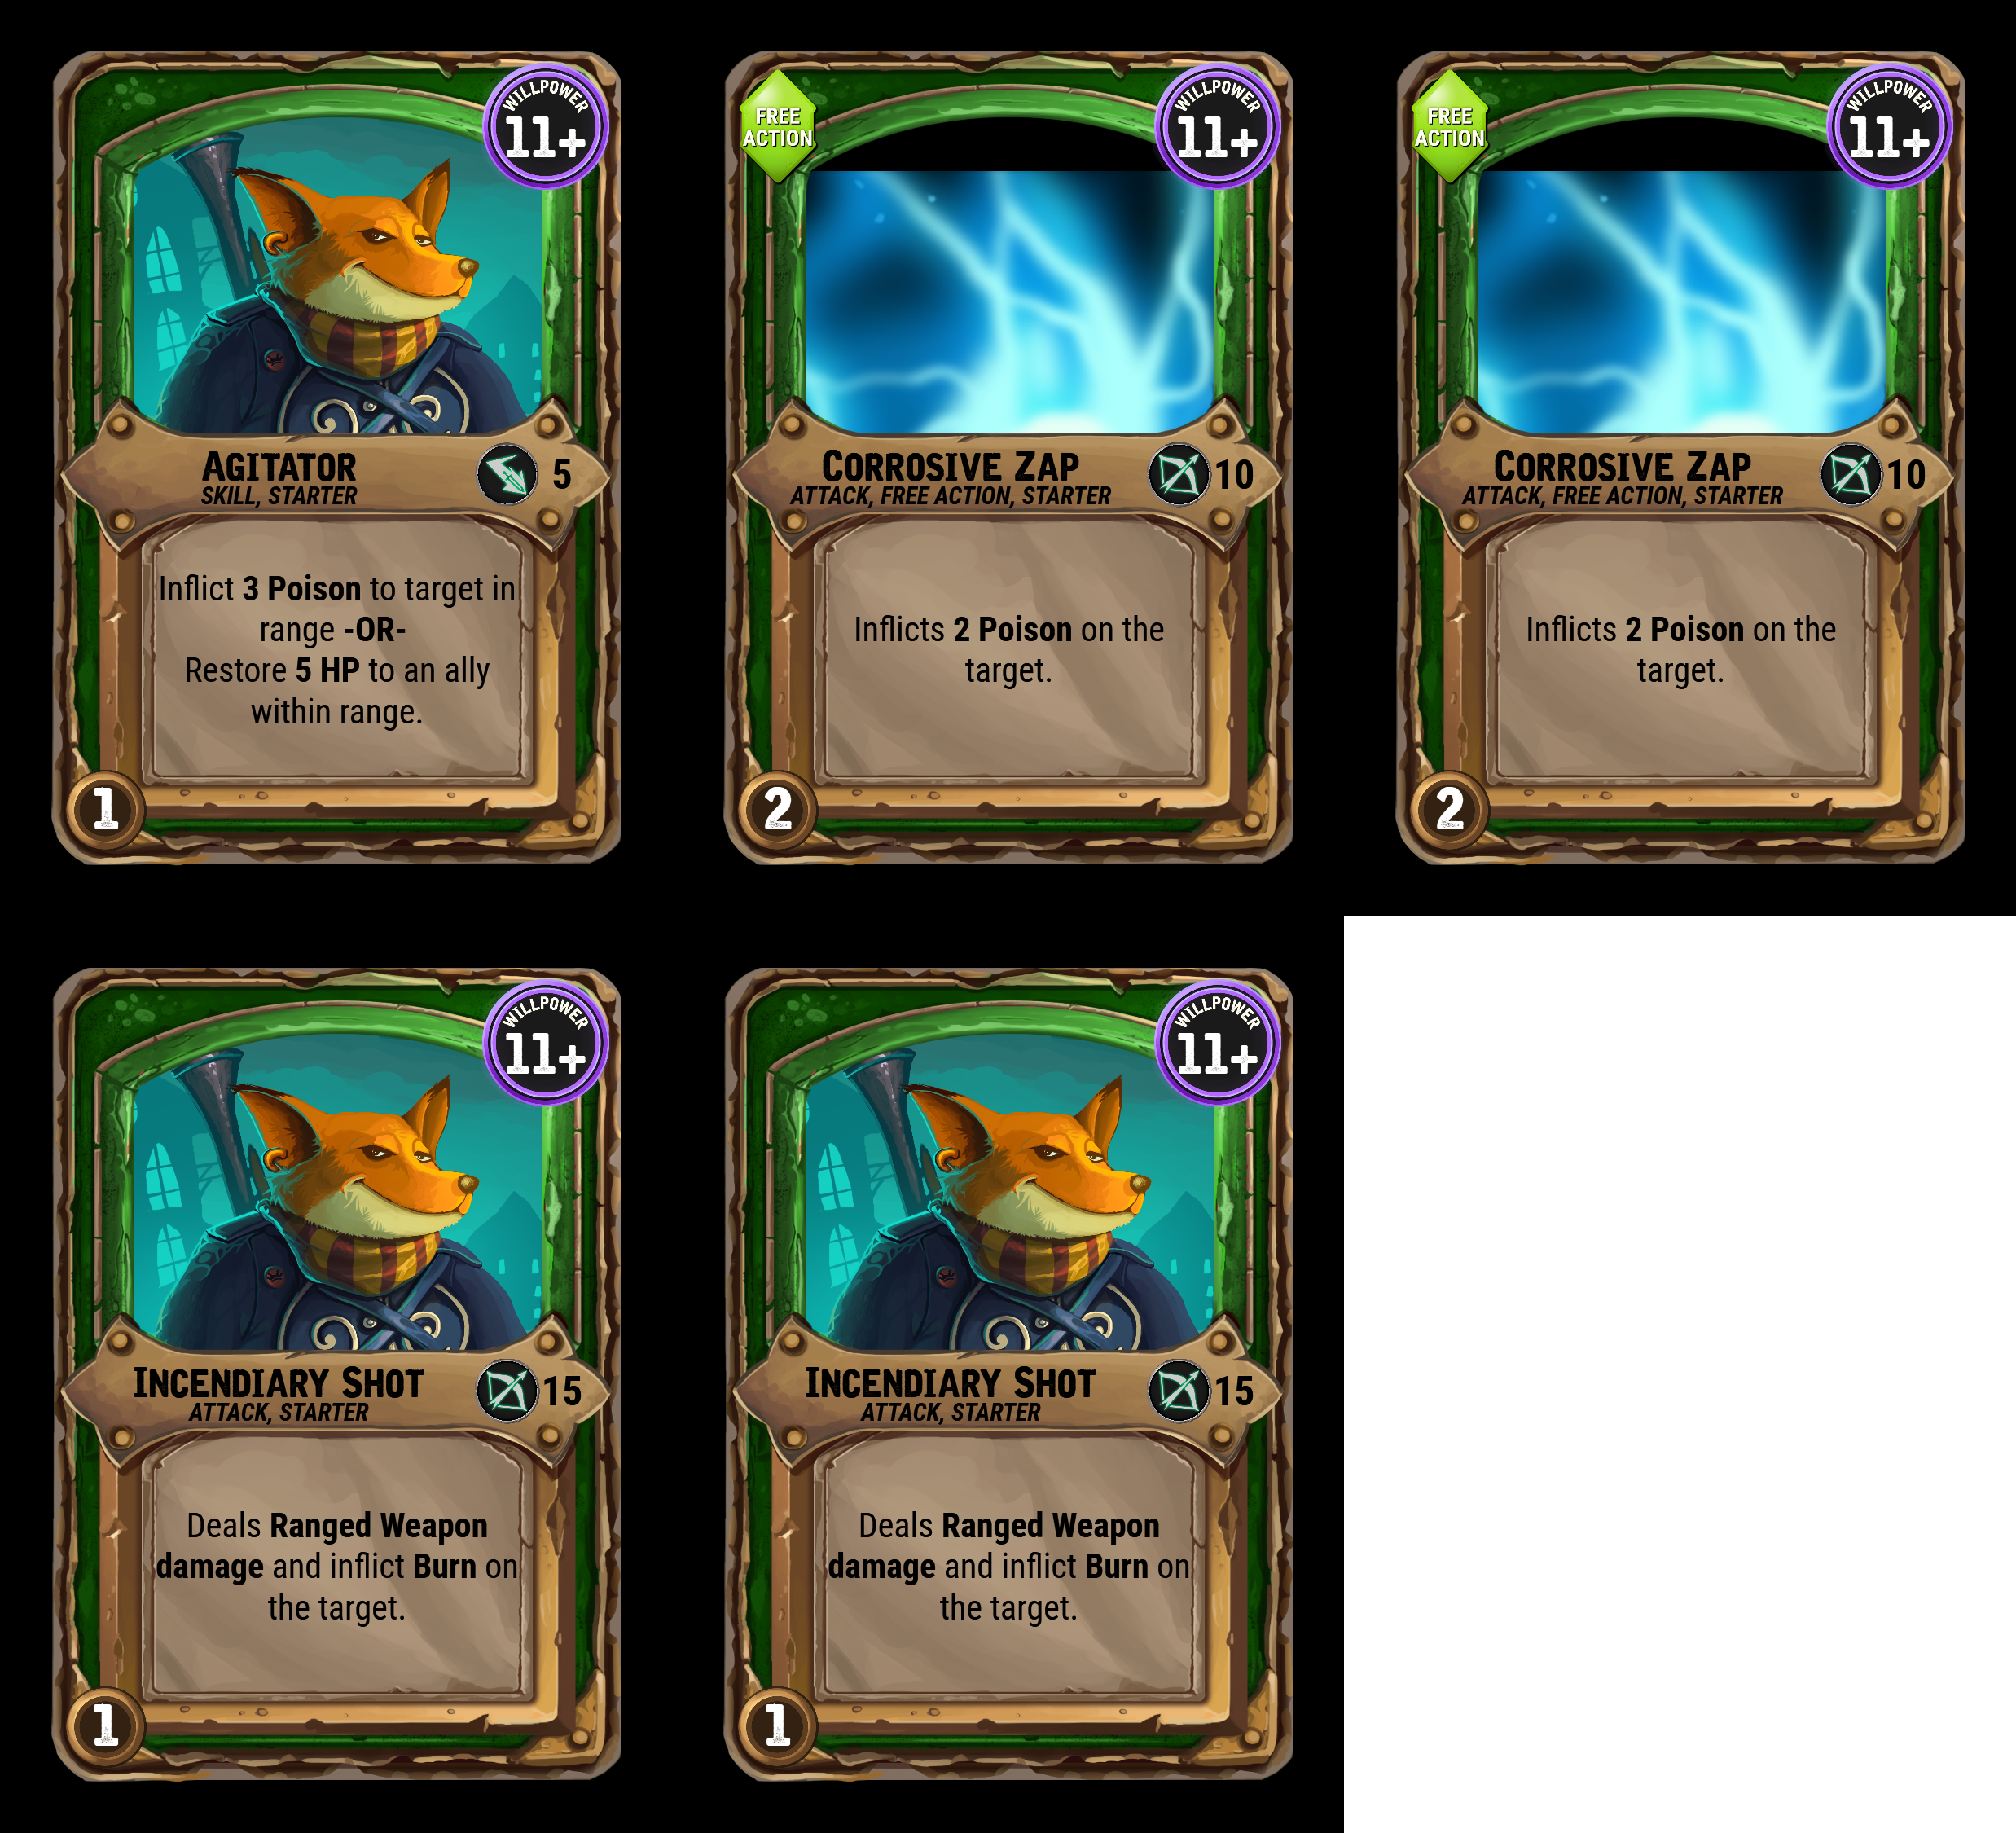 WILLPOWER
11+
AGITATOR
SKILL, STARTER
5
Inflict 3 Poison to target in
range -OR-
Restore 5 HP to an ally
within range.
1
FREE
ACTION
WILLPOWER
11+
CORROSIVE ZAP
ATTACK, FREE ACTION, STARTER
10
Inflicts 2 Poison on the
target.
2
FREE
ACTION
WILLPOWER
11+
CORROSIVE ZAP
ATTACK, FREE ACTION, STARTER
10
Inflicts 2 Poison on the
target.
2
WILLPOWER
11+
INCENDIARY SHOT
ATTACK, STARTER
15
Deals Ranged Weapon
damage and inflict Burn on
the target.
1
WILLPOWER
11+
INCENDIARY SHOT
ATTACK, STARTER
15
Deals Ranged Weapon
damage and inflict Burn on
the target.
1